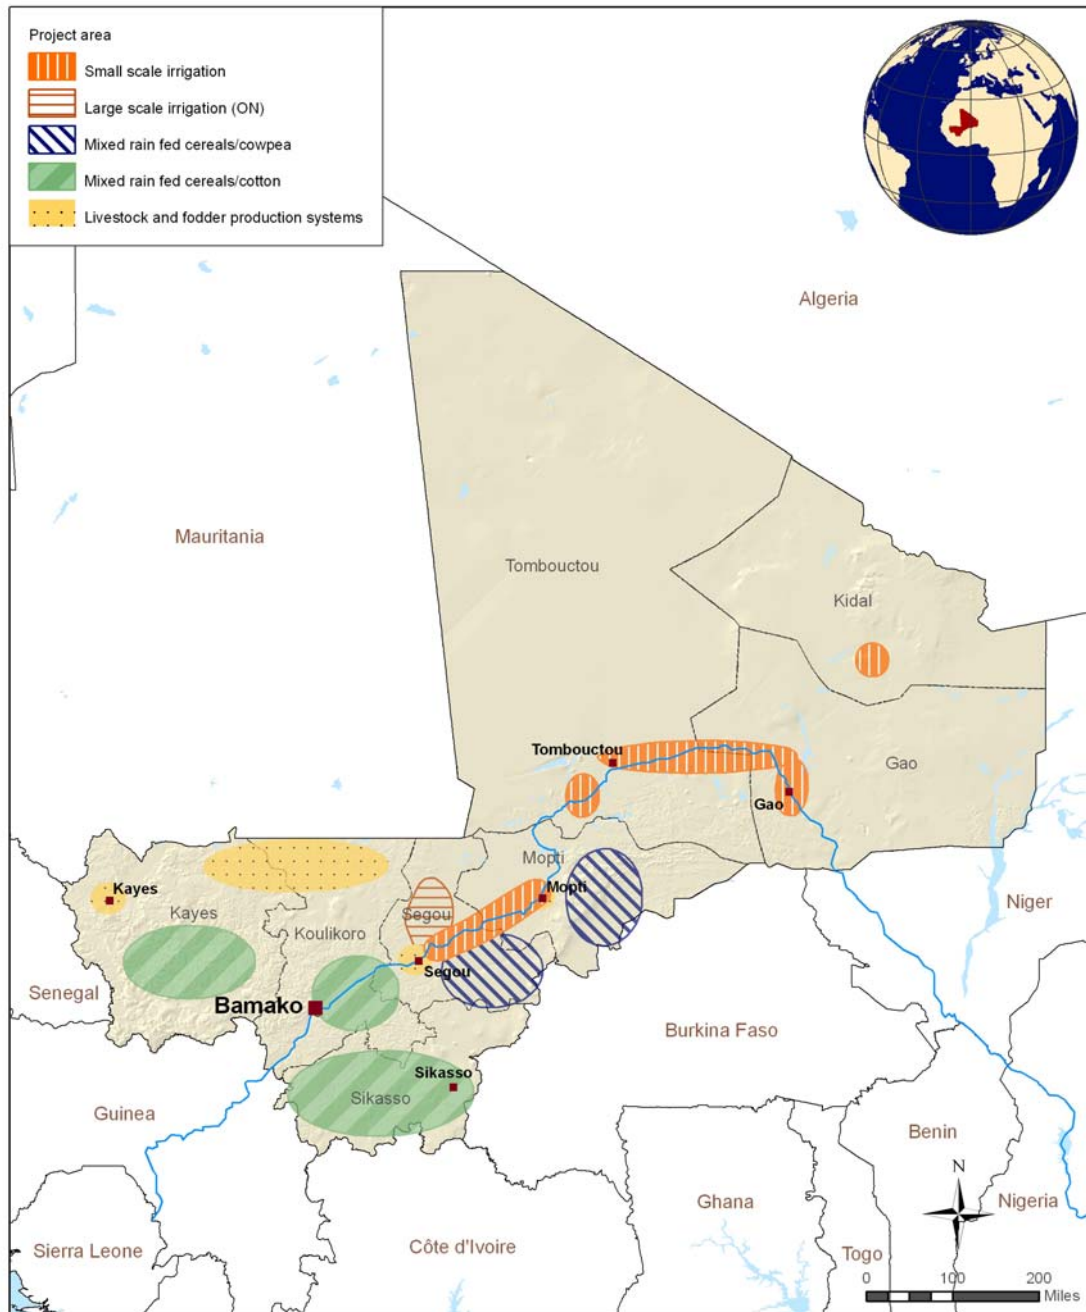 Project area
Small scale irrigation
Large scale irrigation (ON)
Mixed rain fed cereals/cowpea
Mixed rain fed cereals/cotton
Livestock and fodder production systems
Algeria
Mauritania
Tombouctou
Kidal
Tombouctou
Gao
Gao
Mopti
Kayes
Mopti
Niger
Kayes
Segou
Koulikoro
Segou
Senegal
Bamako
Burkina Faso
Sikasso
Sikasso
Guinea
Benin
N
Ghana
Nigeria
Sierra Leone
Côte d'Ivoire
Togo
0 100 200
Miles